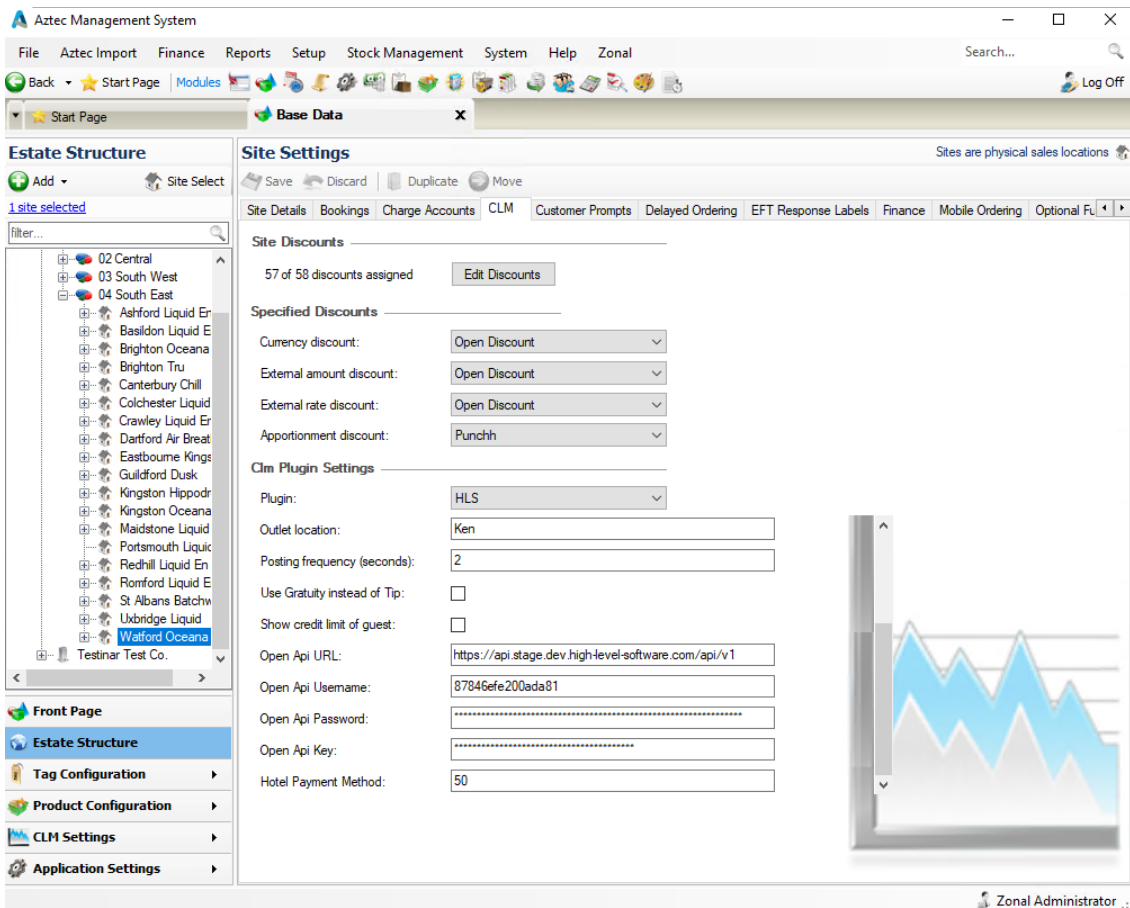 Aztec Management System
File Aztec Import Finance Reports Setup Stock Management System Help Zonal Search...
Back Start Page Modules Log Off
Start Page Base Data x
Estate Structure
Add Site Select
1 site selected
filter...
02 Central
03 South West
04 South East
Ashford Liquid En
Basildon Liquid E
Brighton Oceana
Brighton Tru
Canterbury Chill
Colchester Liquid
Crawley Liquid Er
Dartford Air Breat
Eastbourne Kings
Guildford Dusk
Kingston Hippodr
Kingston Oceana
Maidstone Liquid
Portsmouth Liquic
Redhill Liquid En
Romford Liquid E
St Albans Batchw
Uxbridge Liquid
Watford Oceana
Testinar Test Co.
Front Page
Estate Structure
Tag Configuration
Product Configuration
CLM Settings
Application Settings
Site Settings Sites are physical sales locations
Save Discard Duplicate Move
Site Details Bookings Charge Accounts CLM Customer Prompts Delayed Ordering EFT Response Labels Finance Mobile Ordering Optional Fu
Site Discounts
57 of 58 discounts assigned Edit Discounts
Specified Discounts
Currency discount: Open Discount
External amount discount: Open Discount
External rate discount: Open Discount
Apportionment discount: Punchh
Clm Plugin Settings
Plugin: HLS
Outlet location: Ken
Posting frequency (seconds): 2
Use Gratuity instead of Tip:
Show credit limit of guest:
Open Api URL: https://api.stage.dev.high-level-software.com/api/v1
Open Api Username: 87846efe200ada81
Open Api Password:
Open Api Key:
Hotel Payment Method: 50
Zonal Administrator